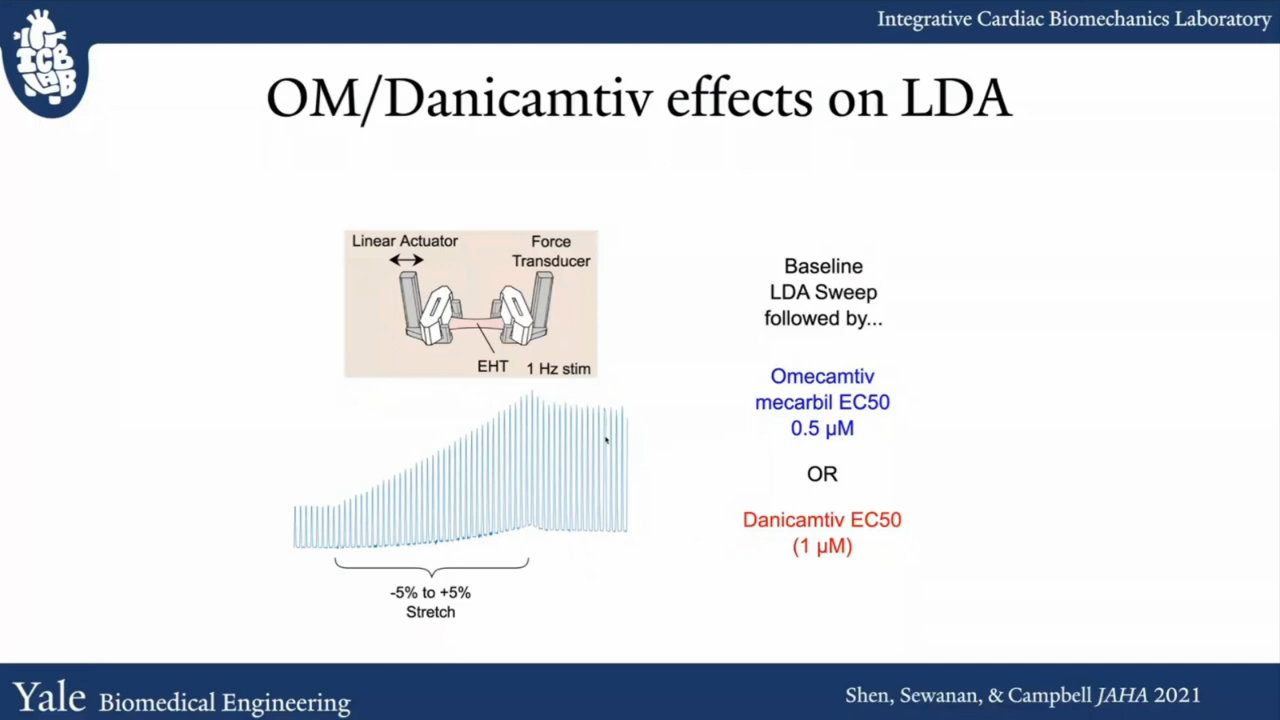 Integrative Cardiac Biomechanics Laboratory
ICB
LAB
OM/Danicamtiv effects on LDA
Linear Actuator
Force
Transducer
EHT
1 Hz stim
-5% to +5%
Stretch
Baseline
LDA Sweep
followed by...
Omecamtiv
mecarbil EC50
0.5 µM
OR
Danicamtiv EC50
(1 µM)
Yale Biomedical Engineering
Shen, Sewanan, & Campbell JAHA 2021